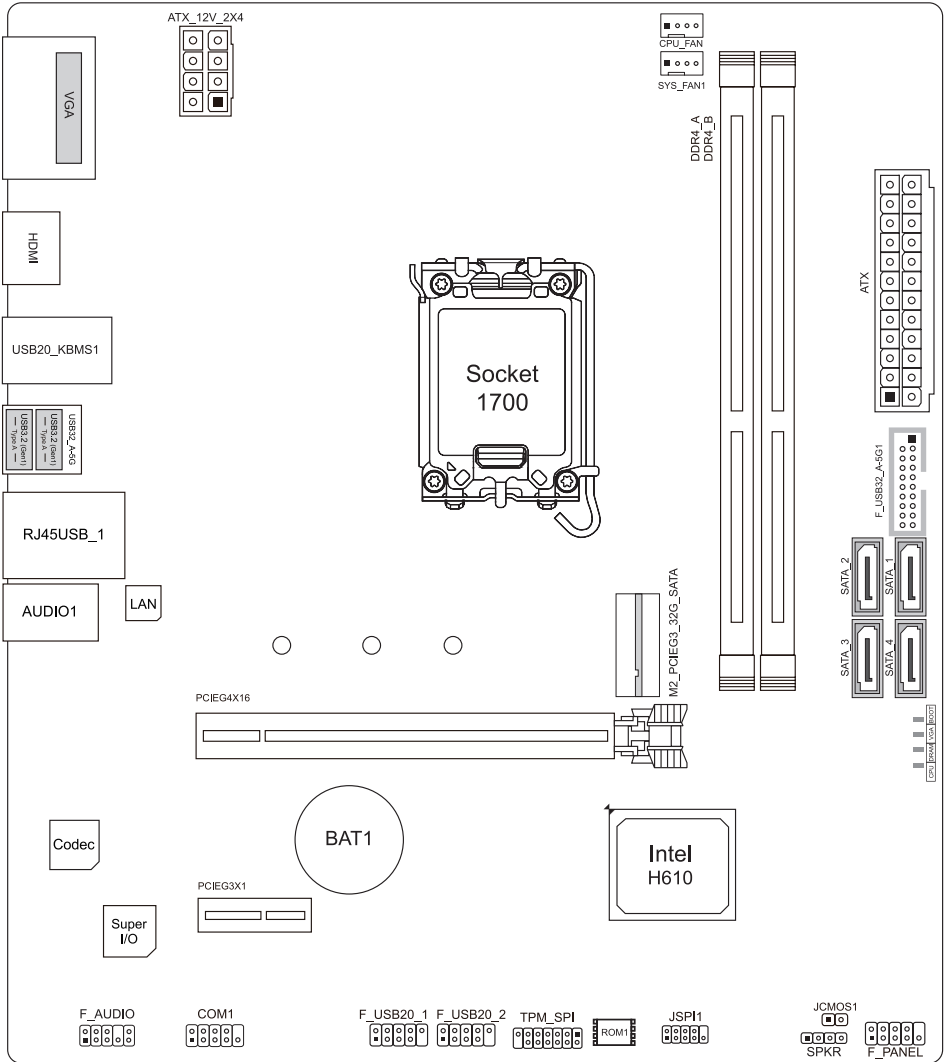 ATX_12V_2X4
CPU_FAN
SYS_FAN1
VGA
DDR4_A
DDR4_B
HDMI
ATX
USB20_KBMS1
Socket
1700
USB32_A-5G
USB3.2 (Gen1)
Type A
USB3.2 (Gen1)
Type A
F_USB32_A-5G1
RJ45USB_1
SATA_2
SATA_1
AUDIO1
LAN
M2_PCIEG3_32G_SATA
SATA_3
SATA_4
PCIEG4X16
CPU DRAM VGA BOOT
BAT1
Codec
Intel
H610
PCIEG3X1
Super
I/O
F_AUDIO
COM1
F_USB20_1
F_USB20_2
TPM_SPI
ROM1
JSPI1
JCMOS1
SPKR
F_PANEL